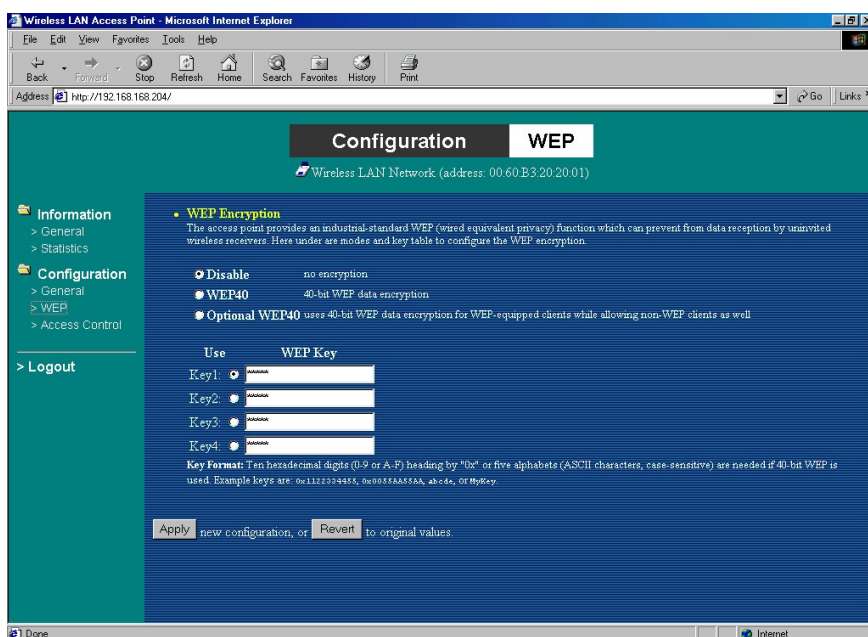 Wireless LAN Access Point - Microsoft Internet Explorer
File Edit View Favorites Tools Help
Back Forward Stop Refresh Home Search Favorites History Print
Address http://192.168.168.204/ Go Links
Configuration WEP
Wireless LAN Network (address: 00:60:B3:20:20:01)
Information
> General
> Statistics
Configuration
> General
> WEP
> Access Control
> Logout
WEP Encryption
The access point provides an industrial-standard WEP (wired equivalent privacy) function which can prevent from data reception by uninvited
wireless receivers. Here under are modes and key table to configure the WEP encryption.
Disable no encryption
WEP40 40-bit WEP data encryption
Optional WEP40 uses 40-bit WEP data encryption for WEP-equipped clients while allowing non-WEP clients as well
Use WEP Key
Key1: *****
Key2: *****
Key3: *****
Key4: *****
Key Format: Ten hexadecimal digits (0-9 or A-F) heading by "0x" or five alphabets (ASCII characters, case-sensitive) are needed if 40-bit WEP is
used. Example keys are: 0x1122334455, 0x0055AA55AA, abcde, or MyKey.
Apply new configuration, or Revert to original values.
Done Internet